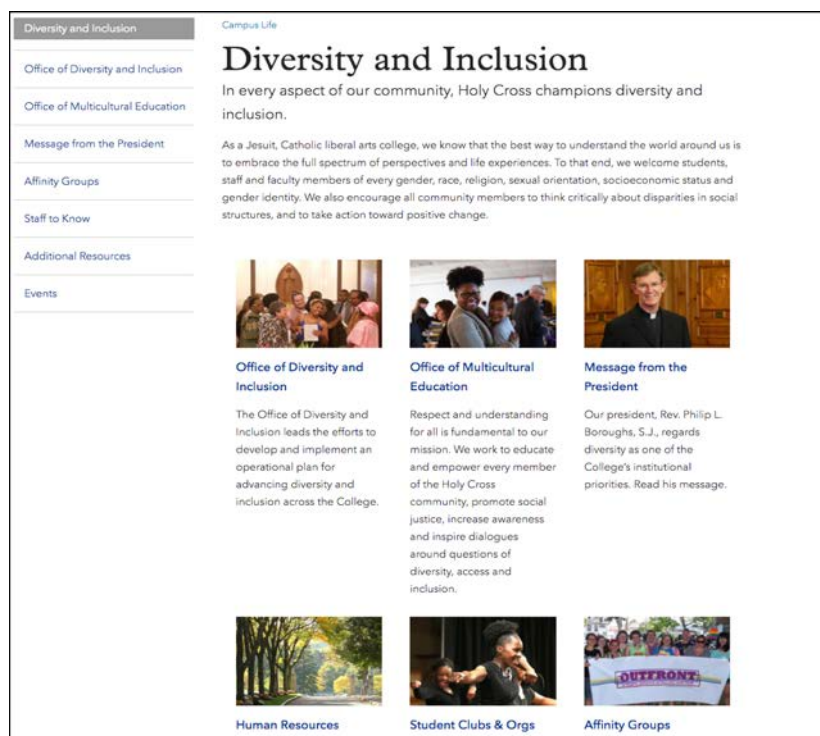 Diversity and Inclusion
Office of Diversity and Inclusion
Office of Multicultural Education
Message from the President
Affinity Groups
Staff to Know
Additional Resources
Events
Campus Life
Diversity and Inclusion
In every aspect of our community, Holy Cross champions diversity and
inclusion.
As a Jesuit, Catholic liberal arts college, we know that the best way to understand the world around us is
to embrace the full spectrum of perspectives and life experiences. To that end, we welcome students,
staff and faculty members of every gender, race, religion, sexual orientation, socioeconomic status and
gender identity. We also encourage all community members to think critically about disparities in social
structures, and to take action toward positive change.
Office of Diversity and
Inclusion
The Office of Diversity and
Inclusion leads the efforts to
develop and implement an
operational plan for
advancing diversity and
inclusion across the College.
Office of Multicultural
Education
Respect and understanding
for all is fundamental to our
mission. We work to educate
and empower every member
of the Holy Cross
community, promote social
justice, increase awareness
and inspire dialogues
around questions of
diversity, access and
inclusion.
Message from the
President
Our president, Rev. Philip L.
Boroughs, S.J., regards
diversity as one of the
College's institutional
priorities. Read his message.
Human Resources
Student Clubs & Orgs
OUTFRONT
Affinity Groups